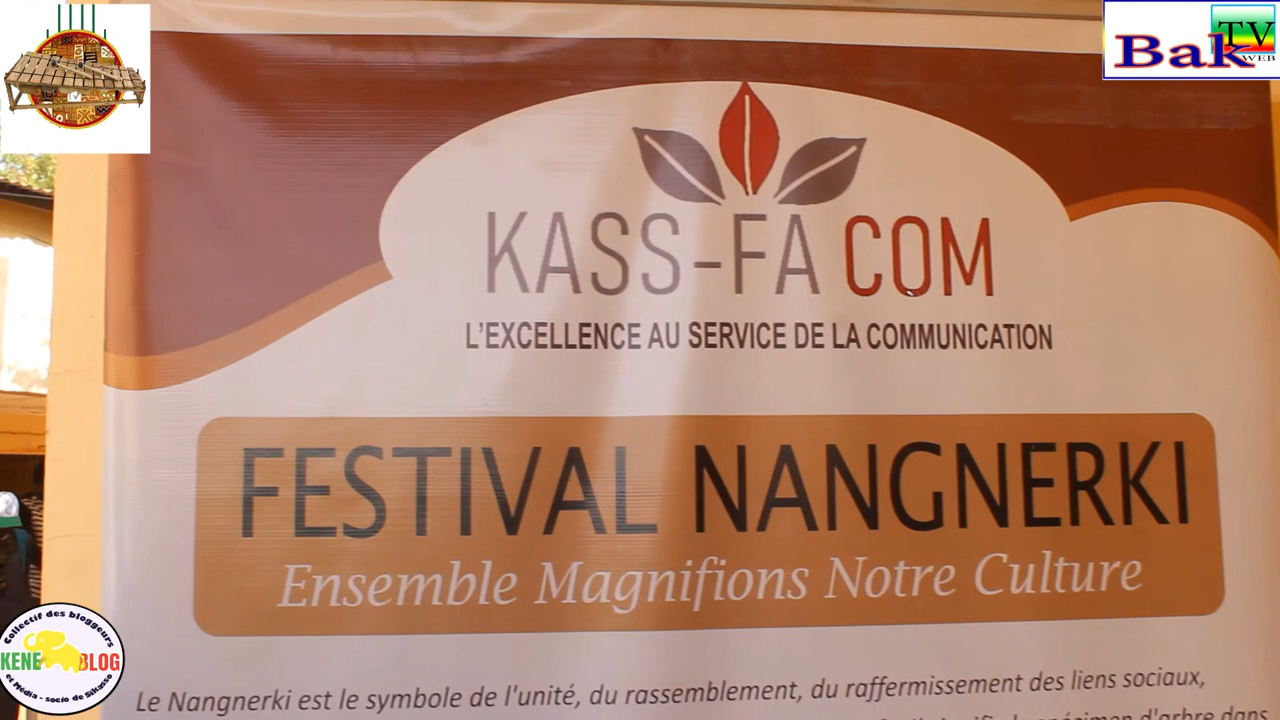 Bak TV
WEB
KASS-FA COM
L'EXCELLENCE AU SERVICE DE LA COMMUNICATION
FESTIVAL NANGNERKI
Ensemble Magnifions Notre Culture
Collectif des bloggeurs
KENE BLOG
et Média - socio de Sikasso
Le Nangnerki est le symbole de l'unité, du rassemblement, du raffermissement des liens sociaux,
d'arbre dans